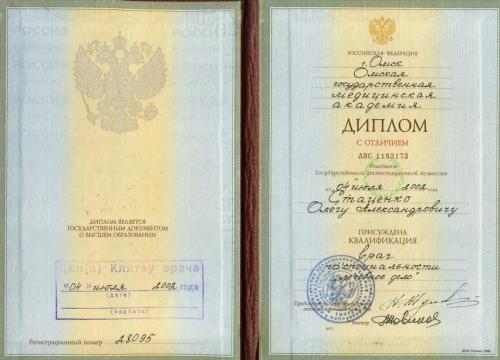 ДИПЛОМ ЯВЛЯЕТСЯ
ГОСУДАРСТВЕННЫМ ДОКУМЕНТОМ
О ВЫСШЕМ ОБРАЗОВАНИИ
Дал(а) Клятву врача
"04" июля 2002 года
(дата)
(подпись)
Регистрационный номер 28095
РОССИЙСКАЯ ФЕДЕРАЦИЯ
г. Омск
Омская
государственная
медицинская
академия
ДИПЛОМ
С ОТЛИЧИЕМ
ДВС 1183173
Решением
Государственной аттестационной комиссии
от 04 июля 2002 года
Стаценко
Олегу Александровичу
ПРИСУЖДЕНА
КВАЛИФИКАЦИЯ
врач
по специальности
"лечебное дело"
Ректор
М.П.